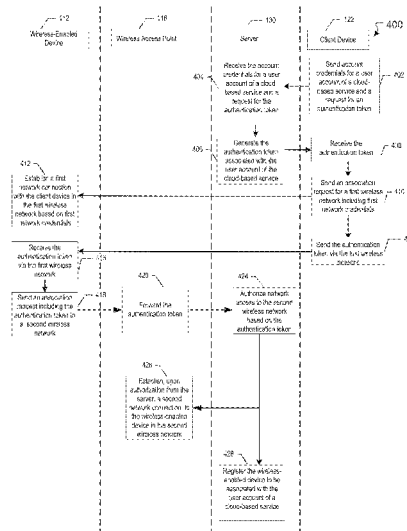 412
416
130
122
400
Wireless-Enabled
Device
Wireless Access Point
Server
Client Device
404
Receive the account
credentials for a user
account of a cloud
based service and a
request for the
authentication token
Send account
credentials for a user
account of a cloud-
based service and a
request for an
authentication token
402
406
Generate the
authentication token
associated with the
user account of the
cloud-based service
Receive the
authentication token
408
412
Establish a first
network connection
with the client device in
the first wireless
network based on first
network credentials
Send an association
request for a first wireless
network including first
network credentials
410
Receive the
authentication token
via the first wireless
network
416
Send the authentication
token via the first wireless
network
Send an association
request including the
authentication token to
a second wireless
network
418
420
Forward the
authentication token
424
Authorize network
access to the second
wireless network
based on the
authentication token
426
Establish, upon
authorization from the
server, a second
network connection to
the wireless-enabled
device in the second
wireless network
428
Register the wireless-
enabled device to be
associated with the
user account of a
cloud-based service